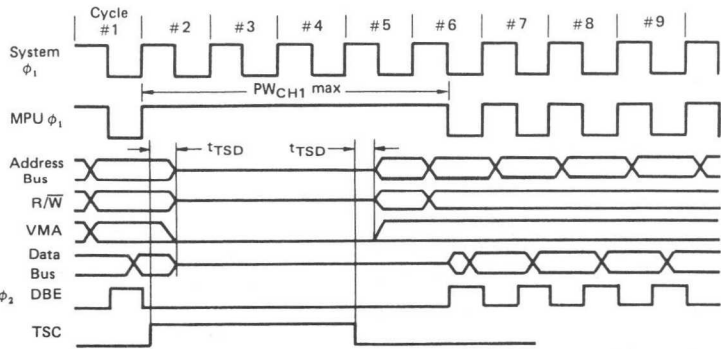 Cycle
#1 #2 #3 #4 #5 #6 #7 #8 #9
System
ϕ1
PWCH1 max
MPU ϕ1
tTSD tTSD
Address
Bus
R/W̅
VMA
Data
Bus
ϕ2 DBE
TSC